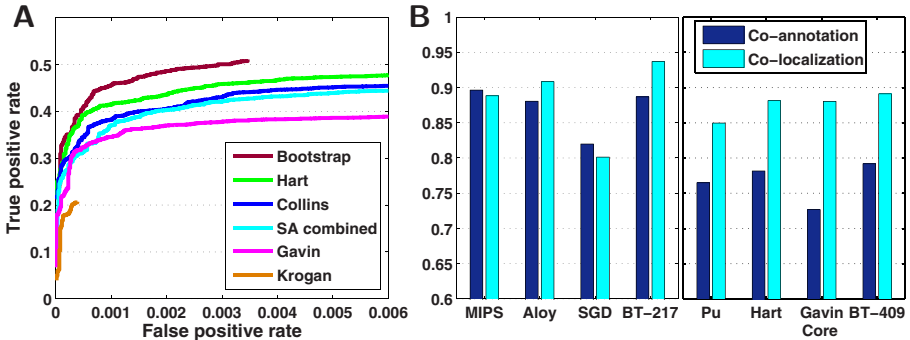 A
True positive rate
0.5
0.4
0.3
0.2
0.1
0
0 0.001 0.002 0.003 0.004 0.005 0.006
False positive rate
Bootstrap
Hart
Collins
SA combined
Gavin
Krogan
B
1
0.95
0.9
0.85
0.8
0.75
0.7
0.65
0.6
MIPS Aloy SGD BT−217
Co−annotation
Co−localization
Pu Hart Gavin Core BT−409